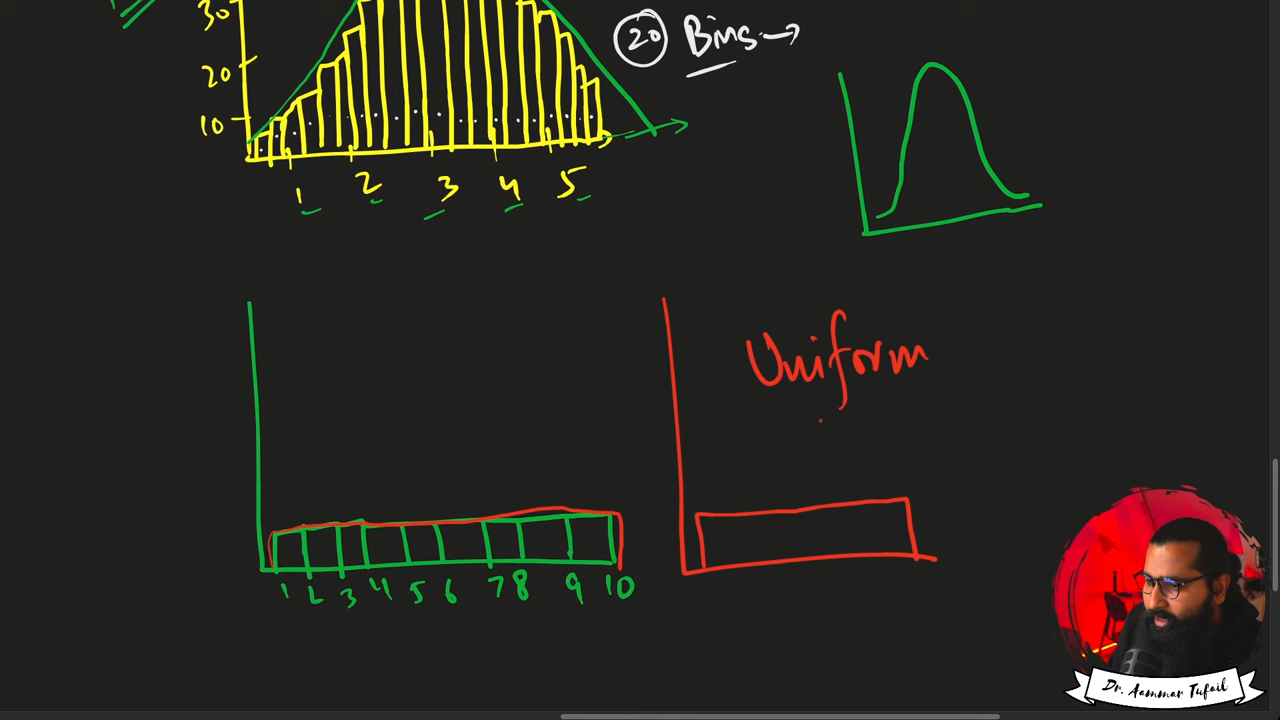 30
20
10
1 2 3 4 5
20 Bins →
Uniform
1 2 3 4 5 6 7 8 9 10
Dr. Aammar Tufail